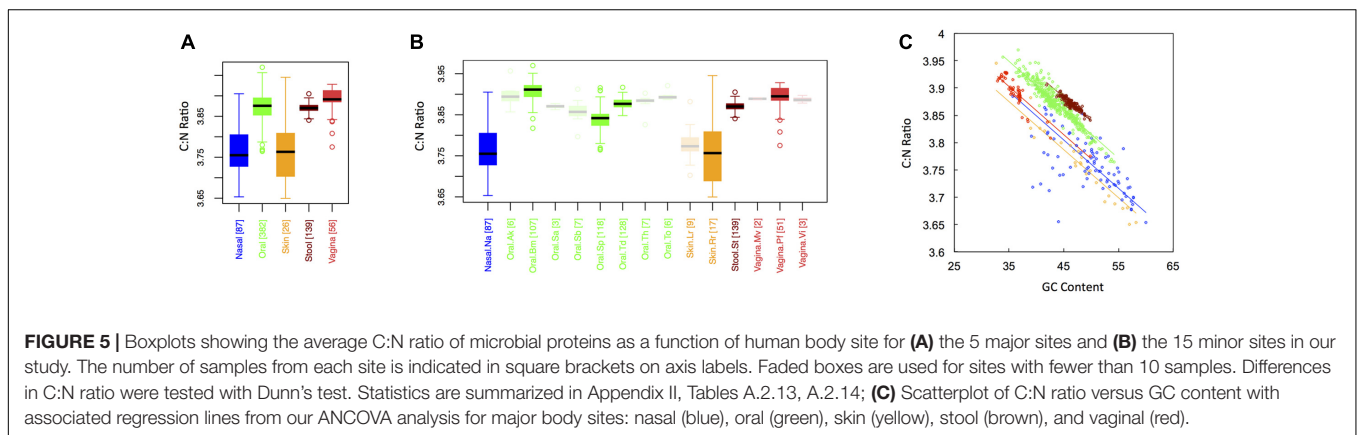 A
B
C
C:N Ratio
3.85
3.75
3.65
Nasal [87]
Oral [382]
Skin [26]
Stool [139]
Vagina [56]
C:N Ratio
3.95
3.85
3.75
3.65
Nasal.Na [87]
Oral.Ak [6]
Oral.Bm [107]
Oral.Sa [3]
Oral.Sb [7]
Oral.Sp [118]
Oral.Td [128]
Oral.Th [7]
Oral.To [6]
Skin.Lr [9]
Skin.Rr [17]
Stool.St [139]
Vagina.Mv [2]
Vagina.Pf [51]
Vagina.Vi [3]
C:N Ratio
4
3.95
3.9
3.85
3.8
3.75
3.7
3.65
3.6
25 35 45 55 65
GC Content
FIGURE 5 | Boxplots showing the average C:N ratio of microbial proteins as a function of human body site for (A) the 5 major sites and (B) the 15 minor sites in our
study. The number of samples from each site is indicated in square brackets on axis labels. Faded boxes are used for sites with fewer than 10 samples. Differences
in C:N ratio were tested with Dunn's test. Statistics are summarized in Appendix II, Tables A.2.13, A.2.14; (C) Scatterplot of C:N ratio versus GC content with
associated regression lines from our ANCOVA analysis for major body sites: nasal (blue), oral (green), skin (yellow), stool (brown), and vaginal (red).